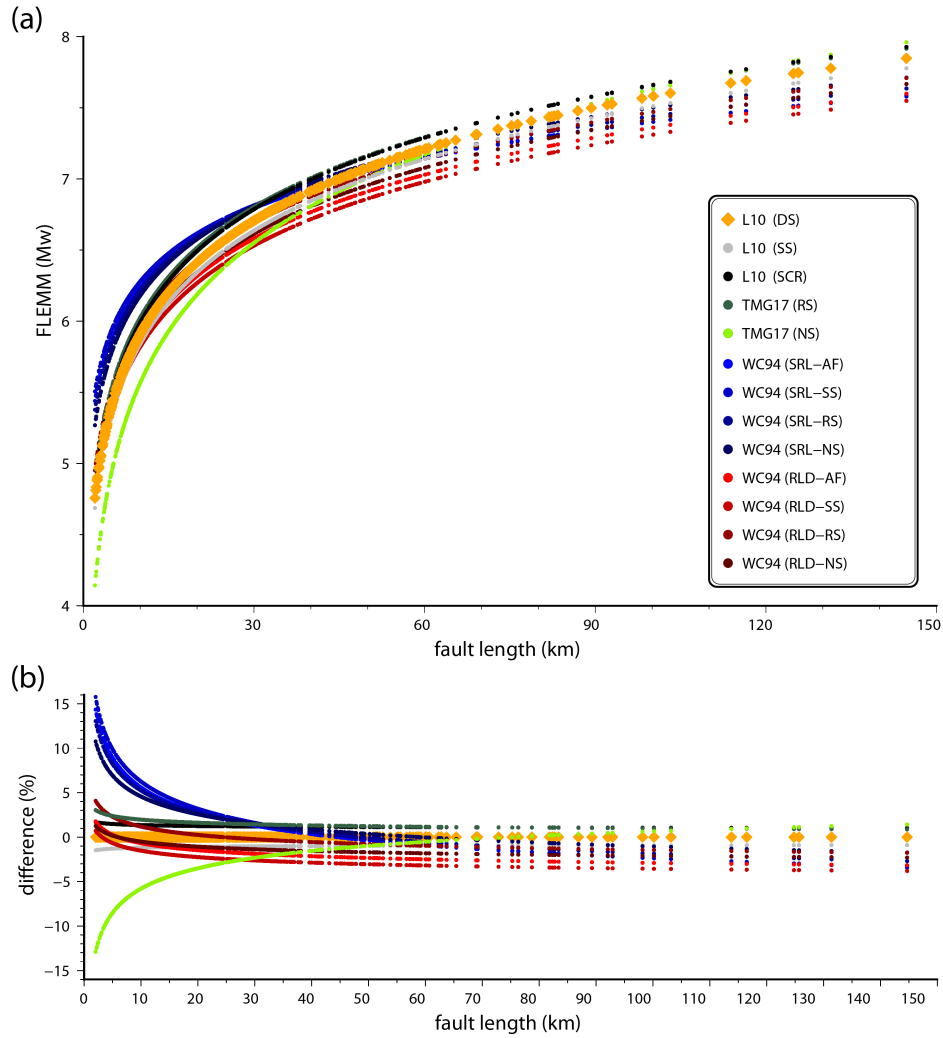 (a)
8
7
6
5
4
FLEMM (Mw)
L10 (DS)
L10 (SS)
L10 (SCR)
TMG17 (RS)
TMG17 (NS)
WC94 (SRL−AF)
WC94 (SRL−SS)
WC94 (SRL−RS)
WC94 (SRL−NS)
WC94 (RLD−AF)
WC94 (RLD−SS)
WC94 (RLD−RS)
WC94 (RLD−NS)
0 30 60 90 120 150
fault length (km)
(b)
15
10
5
0
−5
−10
−15
difference (%)
0 10 20 30 40 50 60 70 80 90 100 110 120 130 140 150
fault length (km)